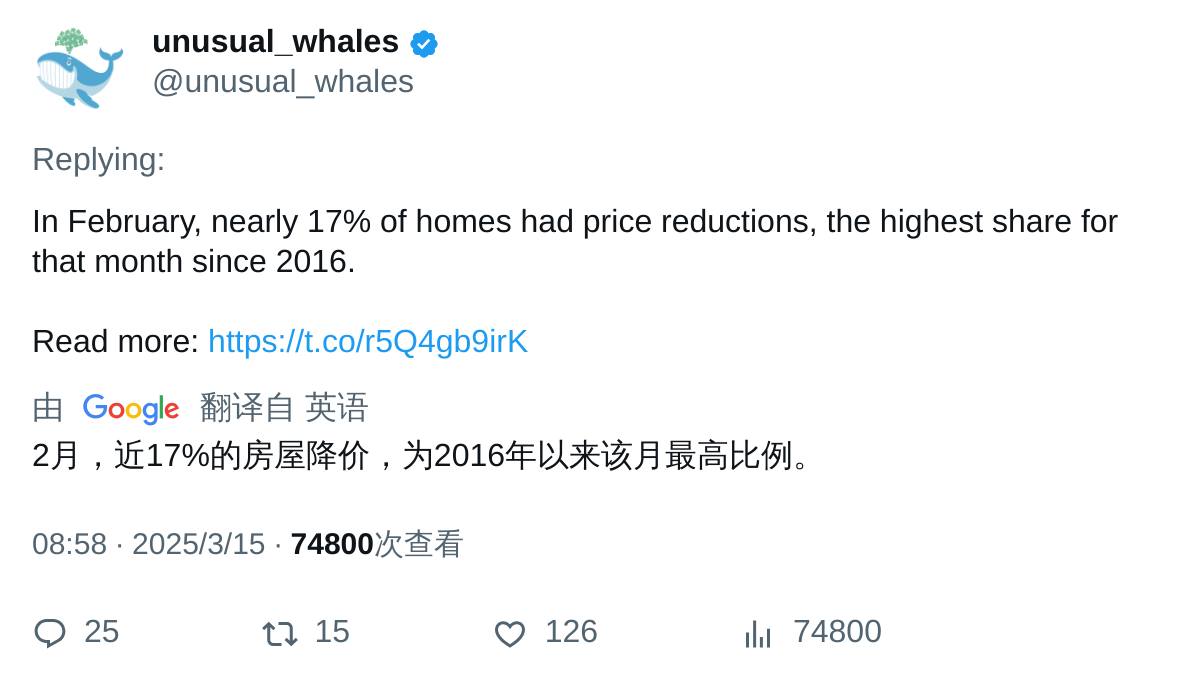 unusual_whales
@unusual_whales
Replying:
In February, nearly 17% of homes had price reductions, the highest share for
that month since 2016.
Read more: https://t.co/r5Q4gb9irK
由 Google 翻译自 英语
2月，近17%的房屋降价，为2016年以来该月最高比例。
08:58 · 2025/3/15 · 74800次查看
25 15 126 74800